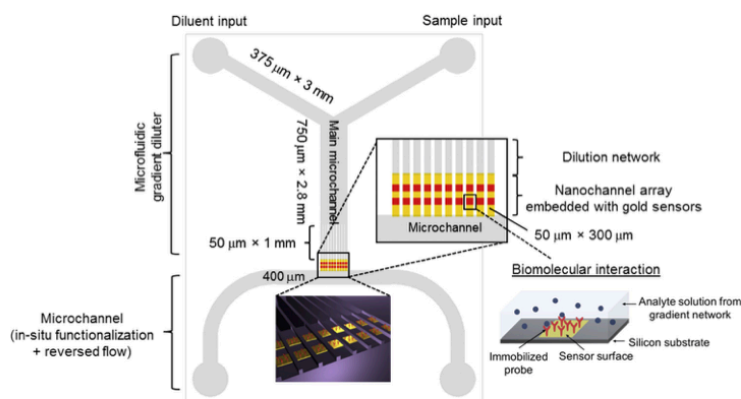 Diluent input
Sample input
375 µm × 3 mm
Microfluidic
gradient diluter
Main microchannel
750 µm × 2.8 mm
Dilution network
Nanochannel array
embedded with gold sensors
Microchannel
50 µm × 300 µm
50 µm × 1 mm
400 µm
Biomolecular interaction
Microchannel
(in-situ functionalization
+ reversed flow)
Analyte solution from
gradient network
Immobilized
probe
Sensor surface
Silicon substrate